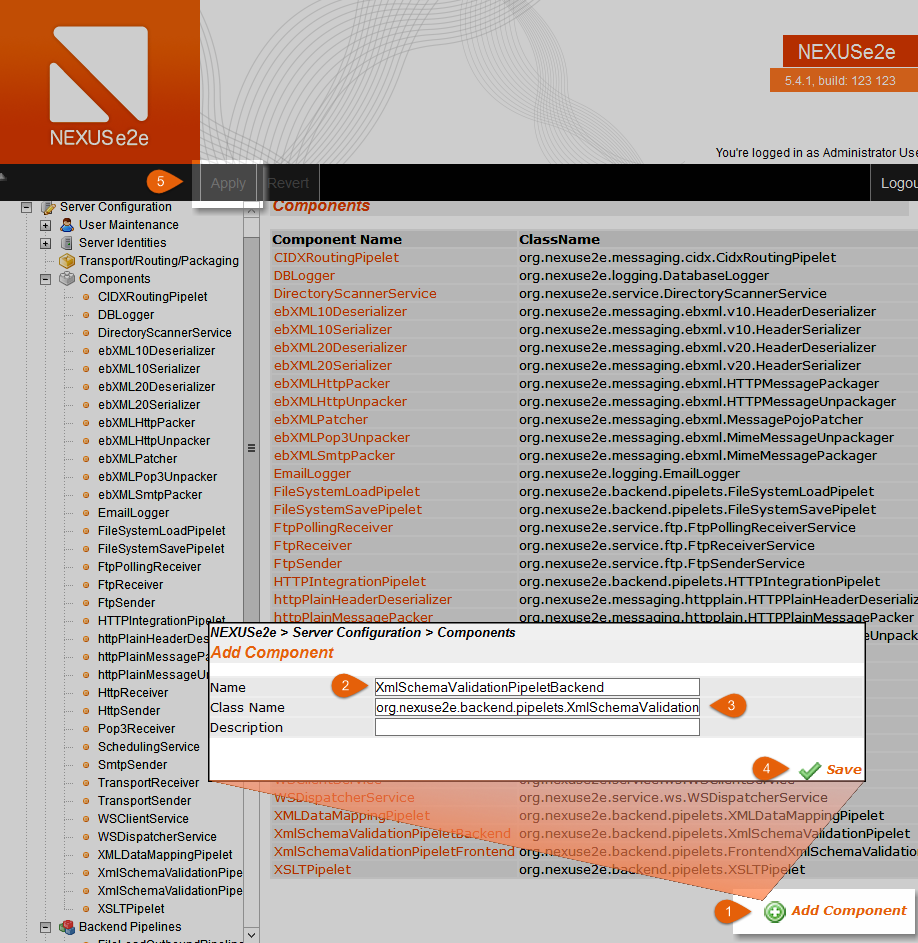 NEXUSe2e
NEXUSe2e
5.4.1, build: 123 123
You're logged in as Administrator Use
5
Apply
Revert
Logou
Server Configuration
User Maintenance
Server Identities
Transport/Routing/Packaging
Components
CIDXRoutingPipelet
DBLogger
DirectoryScannerService
ebXML10Deserializer
ebXML10Serializer
ebXML20Deserializer
ebXML20Serializer
ebXMLHttpPacker
ebXMLHttpUnpacker
ebXMLPatcher
ebXMLPop3Unpacker
ebXMLSmtpPacker
EmailLogger
FileSystemLoadPipelet
FileSystemSavePipelet
FtpPollingReceiver
FtpReceiver
FtpSender
HTTPIntegrationPipelet
httpPlainHeaderDes
httpPlainMessagePa
httpPlainMessageUn
HttpReceiver
HttpSender
Pop3Receiver
SchedulingService
SmtpSender
TransportReceiver
TransportSender
WSClientService
WSDispatcherService
XMLDataMappingPipelet
XmlSchemaValidationPipe
XmlSchemaValidationPipe
XSLTPipelet
Backend Pipelines
FileLoadOutboundPipeline
Components
Component Name ClassName
CIDXRoutingPipelet org.nexuse2e.messaging.cidx.CidxRoutingPipelet
DBLogger org.nexuse2e.logging.DatabaseLogger
DirectoryScannerService org.nexuse2e.service.DirectoryScannerService
ebXML10Deserializer org.nexuse2e.messaging.ebxml.v10.HeaderDeserializer
ebXML10Serializer org.nexuse2e.messaging.ebxml.v10.HeaderSerializer
ebXML20Deserializer org.nexuse2e.messaging.ebxml.v20.HeaderDeserializer
ebXML20Serializer org.nexuse2e.messaging.ebxml.v20.HeaderSerializer
ebXMLHttpPacker org.nexuse2e.messaging.ebxml.HTTPMessagePackager
ebXMLHttpUnpacker org.nexuse2e.messaging.ebxml.HTTPMessageUnpackager
ebXMLPatcher org.nexuse2e.messaging.ebxml.MessagePojoPatcher
ebXMLPop3Unpacker org.nexuse2e.messaging.ebxml.MimeMessageUnpackager
ebXMLSmtpPacker org.nexuse2e.messaging.ebxml.MimeMessagePackager
EmailLogger org.nexuse2e.logging.EmailLogger
FileSystemLoadPipelet org.nexuse2e.backend.pipelets.FileSystemLoadPipelet
FileSystemSavePipelet org.nexuse2e.backend.pipelets.FileSystemSavePipelet
FtpPollingReceiver org.nexuse2e.service.ftp.FtpPollingReceiverService
FtpReceiver org.nexuse2e.service.ftp.FtpReceiverService
FtpSender org.nexuse2e.service.ftp.FtpSenderService
HTTPIntegrationPipelet org.nexuse2e.backend.pipelets.HTTPIntegrationPipelet
httpPlainHeaderDeserializer org.nexuse2e.messaging.httpplain.HTTPPlainHeaderDeserializ
httpPlainMessagePacker org.nexuse2e.messaging.httpplain.HTTPPlainMessagePacker
eUnpack
NEXUSe2e > Server Configuration > Components
Add Component
Name 2 XmlSchemaValidationPipeletBackend
Class Name org.nexuse2e.backend.pipelets.XmlSchemaValidation 3
Description
4 Save
WSClientService org.nexuse2e.service.ws.WSClientService
WSDispatcherService org.nexuse2e.service.ws.WSDispatcherService
XMLDataMappingPipelet org.nexuse2e.backend.pipelets.XMLDataMappingPipelet
XmlSchemaValidationPipeletBackend org.nexuse2e.backend.pipelets.XmlSchemaValidationPipelet
XmlSchemaValidationPipeletFrontend org.nexuse2e.backend.pipelets.FrontendXmlSchemaValidation
XSLTPipelet org.nexuse2e.backend.pipelets.XSLTPipelet
1 Add Component